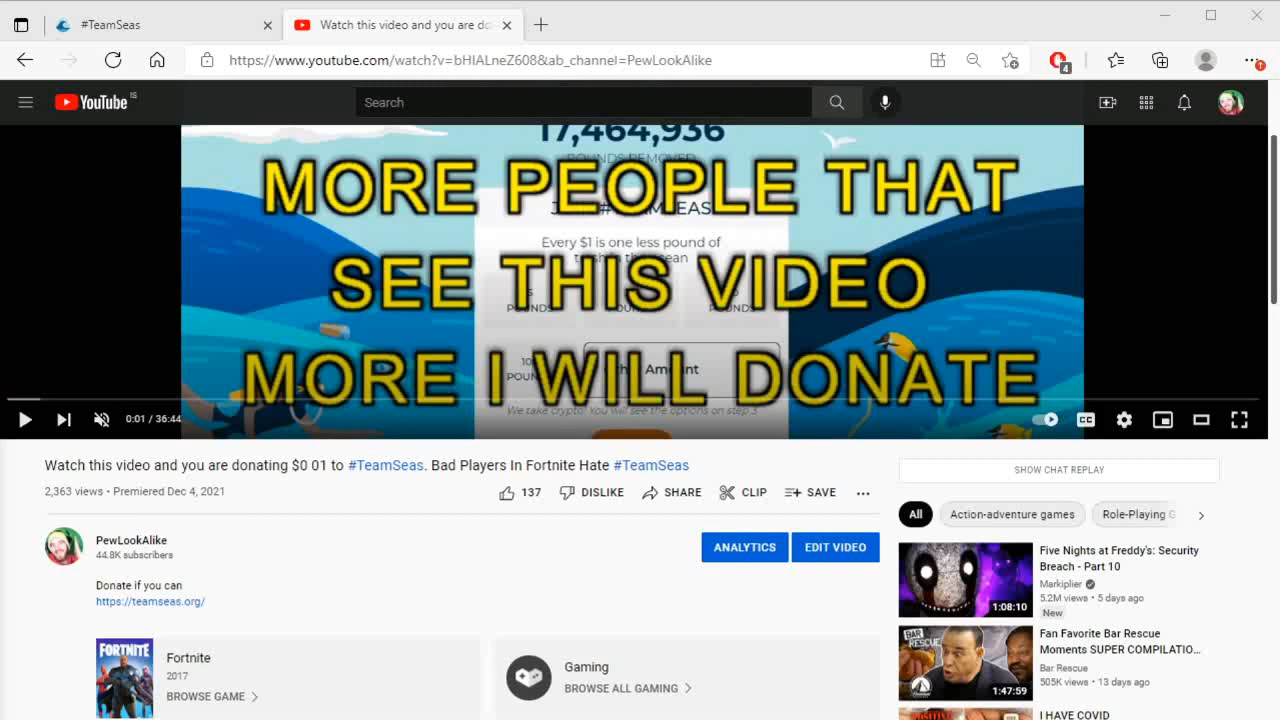 #TeamSeas
Watch this video and you are do
https://www.youtube.com/watch?v=bHIALneZ608&ab_channel=PewLookAlike
4
YouTube IS
Search
17,464,936
POUNDS REMOVED
MORE PEOPLE THAT
Every $1 is one less pound of
SEE THIS VIDEO
POUNDS
MORE I WILL DONATE
We take crypto! You will see the options on step 3
0:01 / 36:44
CC
Watch this video and you are donating $0 01 to #TeamSeas. Bad Players In Fortnite Hate #TeamSeas
2,363 views • Premiered Dec 4, 2021
137 DISLIKE SHARE CLIP SAVE
PewLookAlike
44.8K subscribers
ANALYTICS EDIT VIDEO
Donate if you can
https://teamseas.org/
FORTNITE
Fortnite
2017
BROWSE GAME
Gaming
BROWSE ALL GAMING
SHOW CHAT REPLAY
All Action-adventure games Role-Playing G
Five Nights at Freddy's: Security
Breach - Part 10
Markiplier
5.2M views • 5 days ago
New
1:08:10
BAR
RESCUE
Fan Favorite Bar Rescue
Moments SUPER COMPILATIO...
Bar Rescue
505K views • 13 days ago
1:47:59
I HAVE COVID